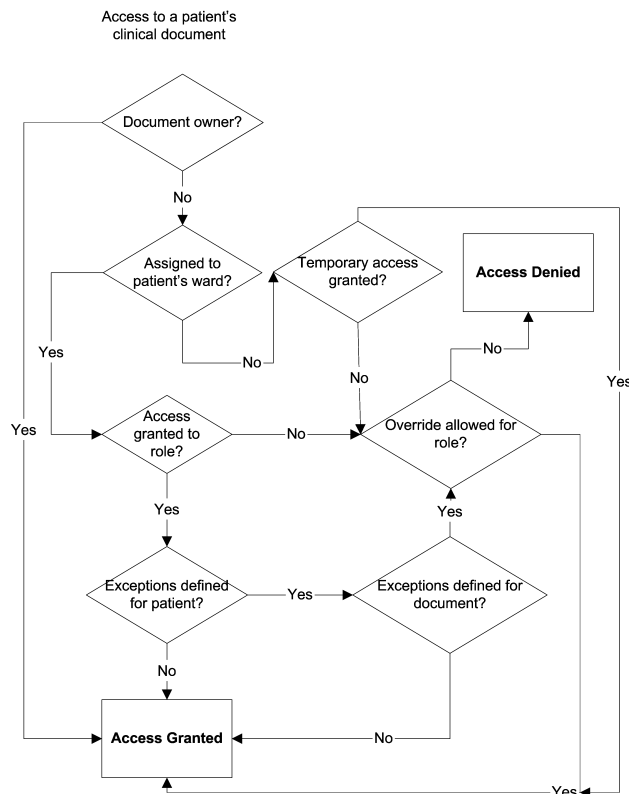 Access to a patient's
clinical document
Document owner?
No
Assigned to
patient's ward?
Temporary access
granted?
Access Denied
No
No
Yes
No
Yes
Yes
Access
granted to
role?
No
Override allowed for
role?
Yes
Yes
Exceptions defined
for patient?
Yes
Exceptions defined for
document?
No
Access Granted
No
Yes